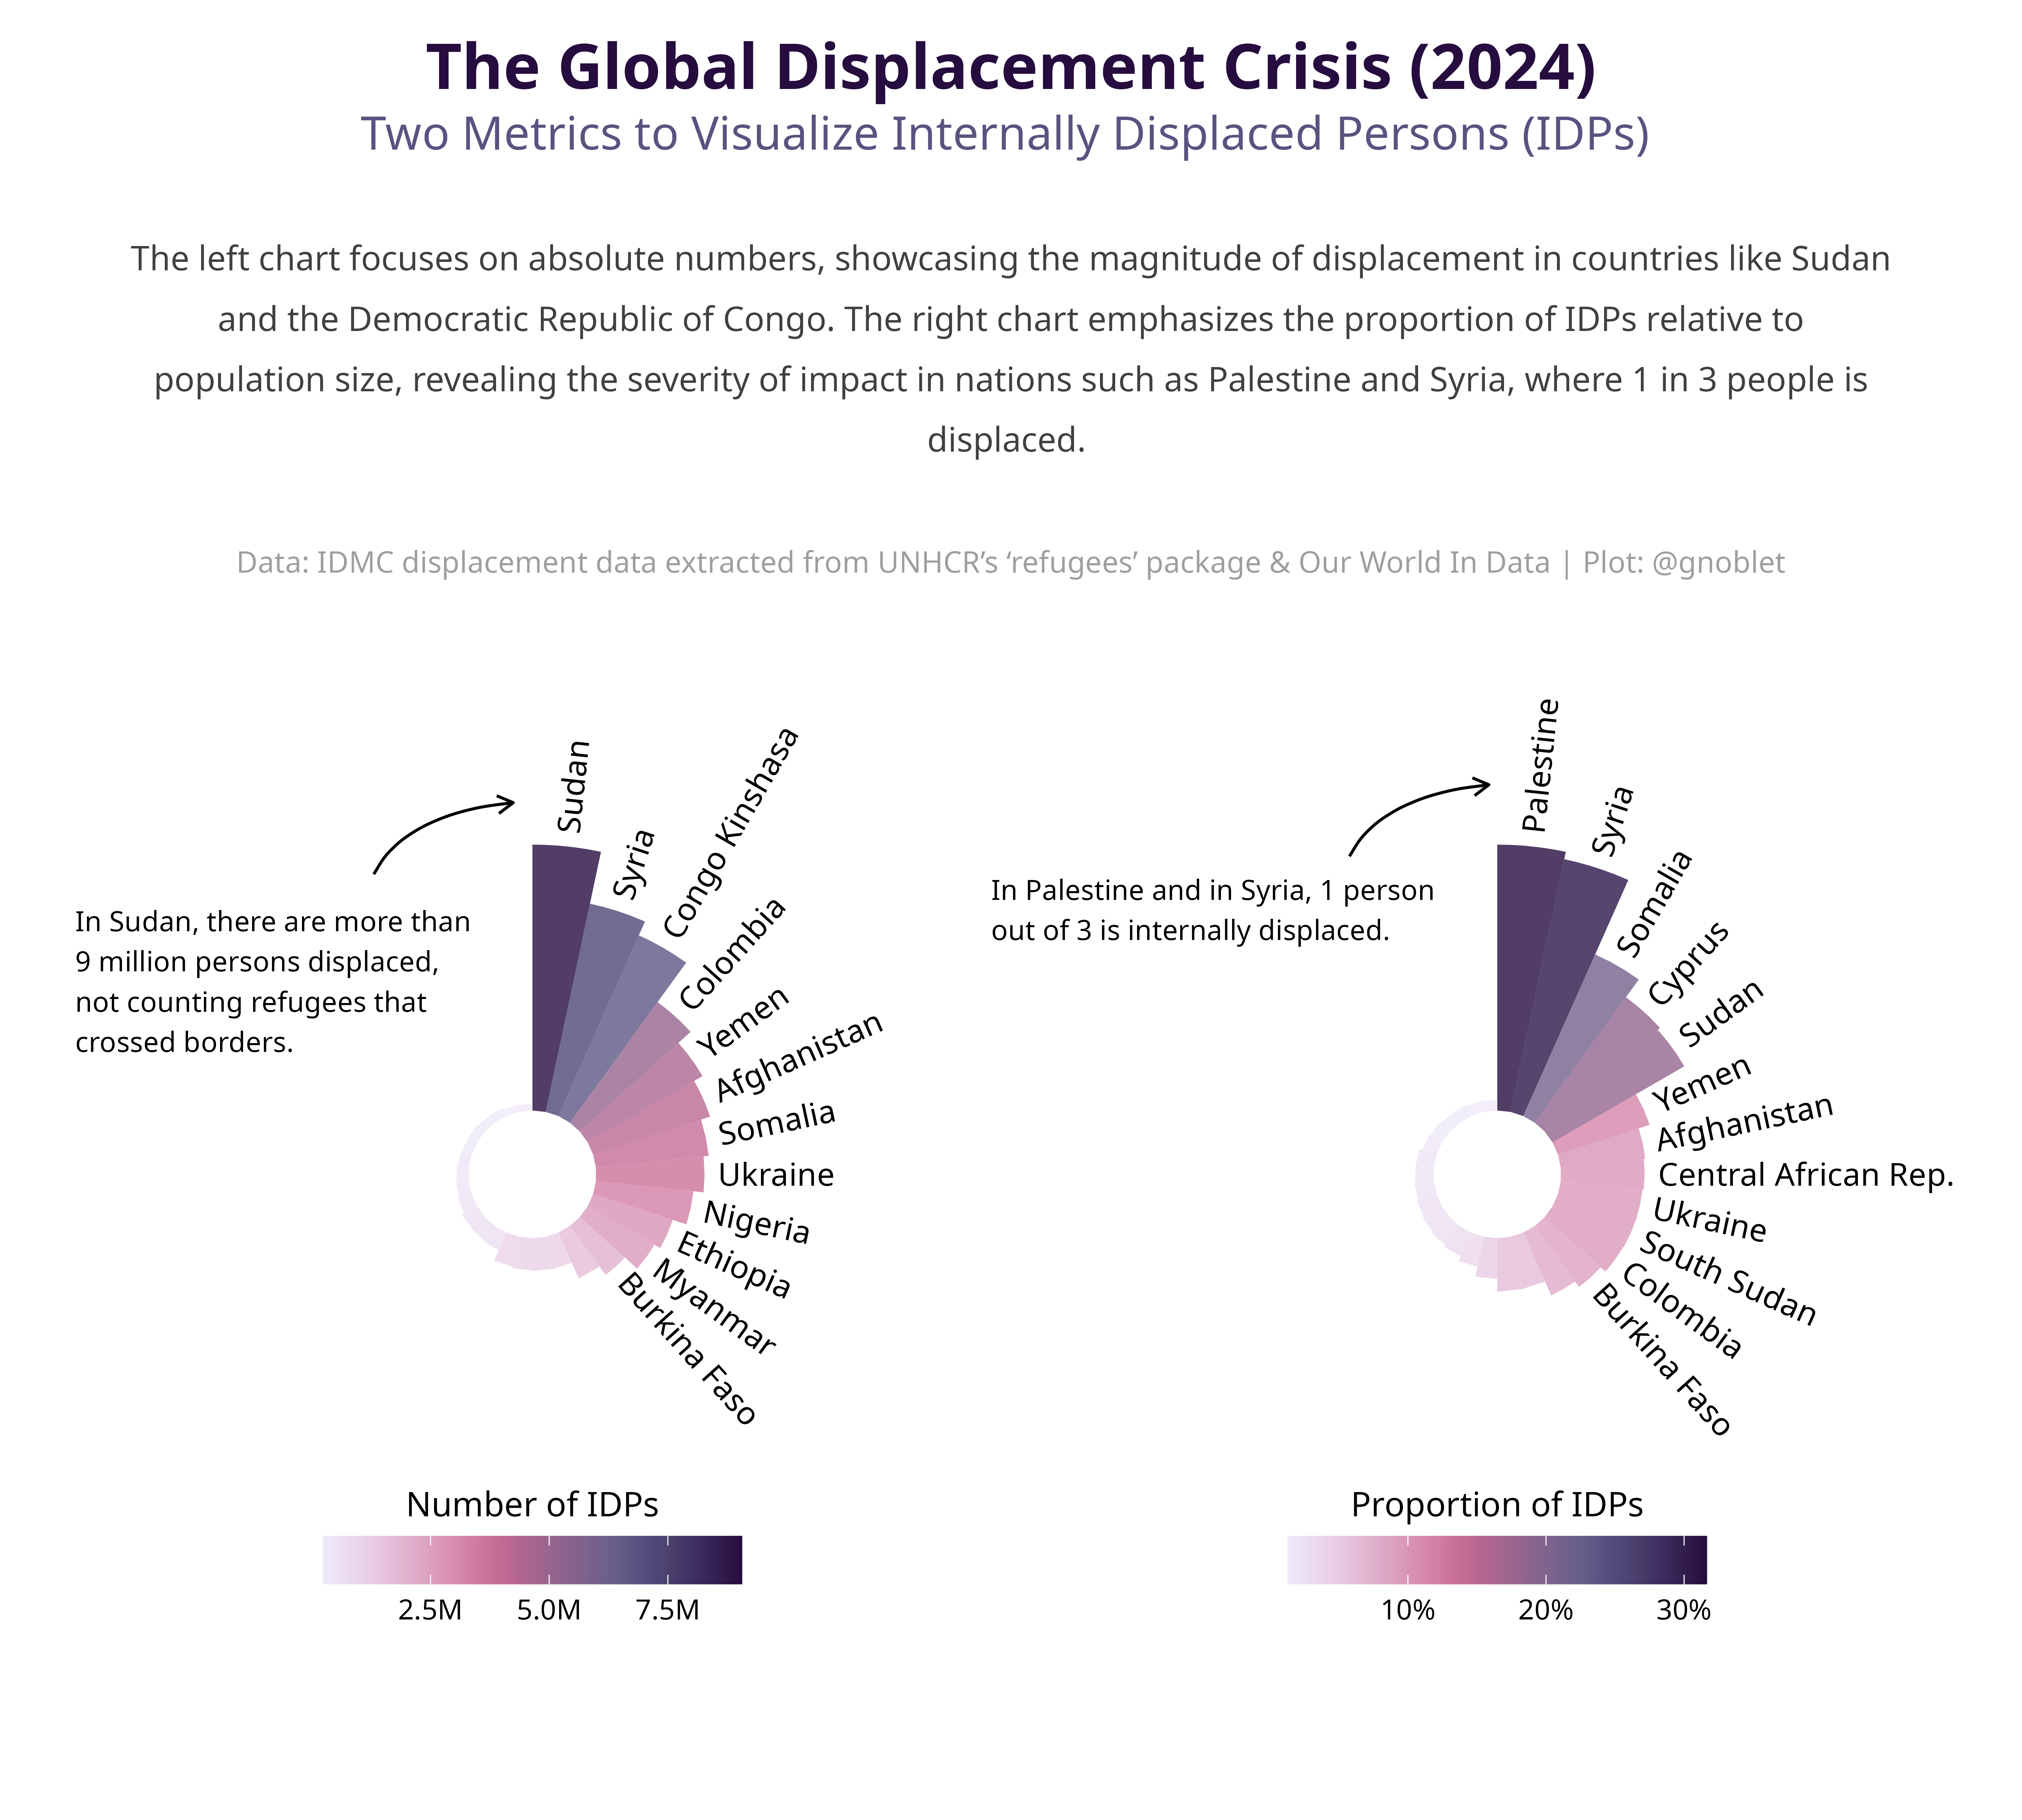 The Global Displacement Crisis (2024)
Two Metrics to Visualize Internally Displaced Persons (IDPs)
The left chart focuses on absolute numbers, showcasing the magnitude of displacement in countries like Sudan
and the Democratic Republic of Congo. The right chart emphasizes the proportion of IDPs relative to
population size, revealing the severity of impact in nations such as Palestine and Syria, where 1 in 3 people is
displaced.
Data: IDMC displacement data extracted from UNHCR’s ‘refugees’ package & Our World In Data | Plot: @gnoblet
In Sudan, there are more than
9 million persons displaced,
not counting refugees that
crossed borders.
Sudan
Syria
Congo Kinshasa
Colombia
Yemen
Afghanistan
Somalia
Ukraine
Nigeria
Ethiopia
Myanmar
Burkina Faso
Number of IDPs
2.5M 5.0M 7.5M
In Palestine and in Syria, 1 person
out of 3 is internally displaced.
Palestine
Syria
Somalia
Cyprus
Sudan
Yemen
Afghanistan
Central African Rep.
Ukraine
South Sudan
Colombia
Burkina Faso
Proportion of IDPs
10% 20% 30%